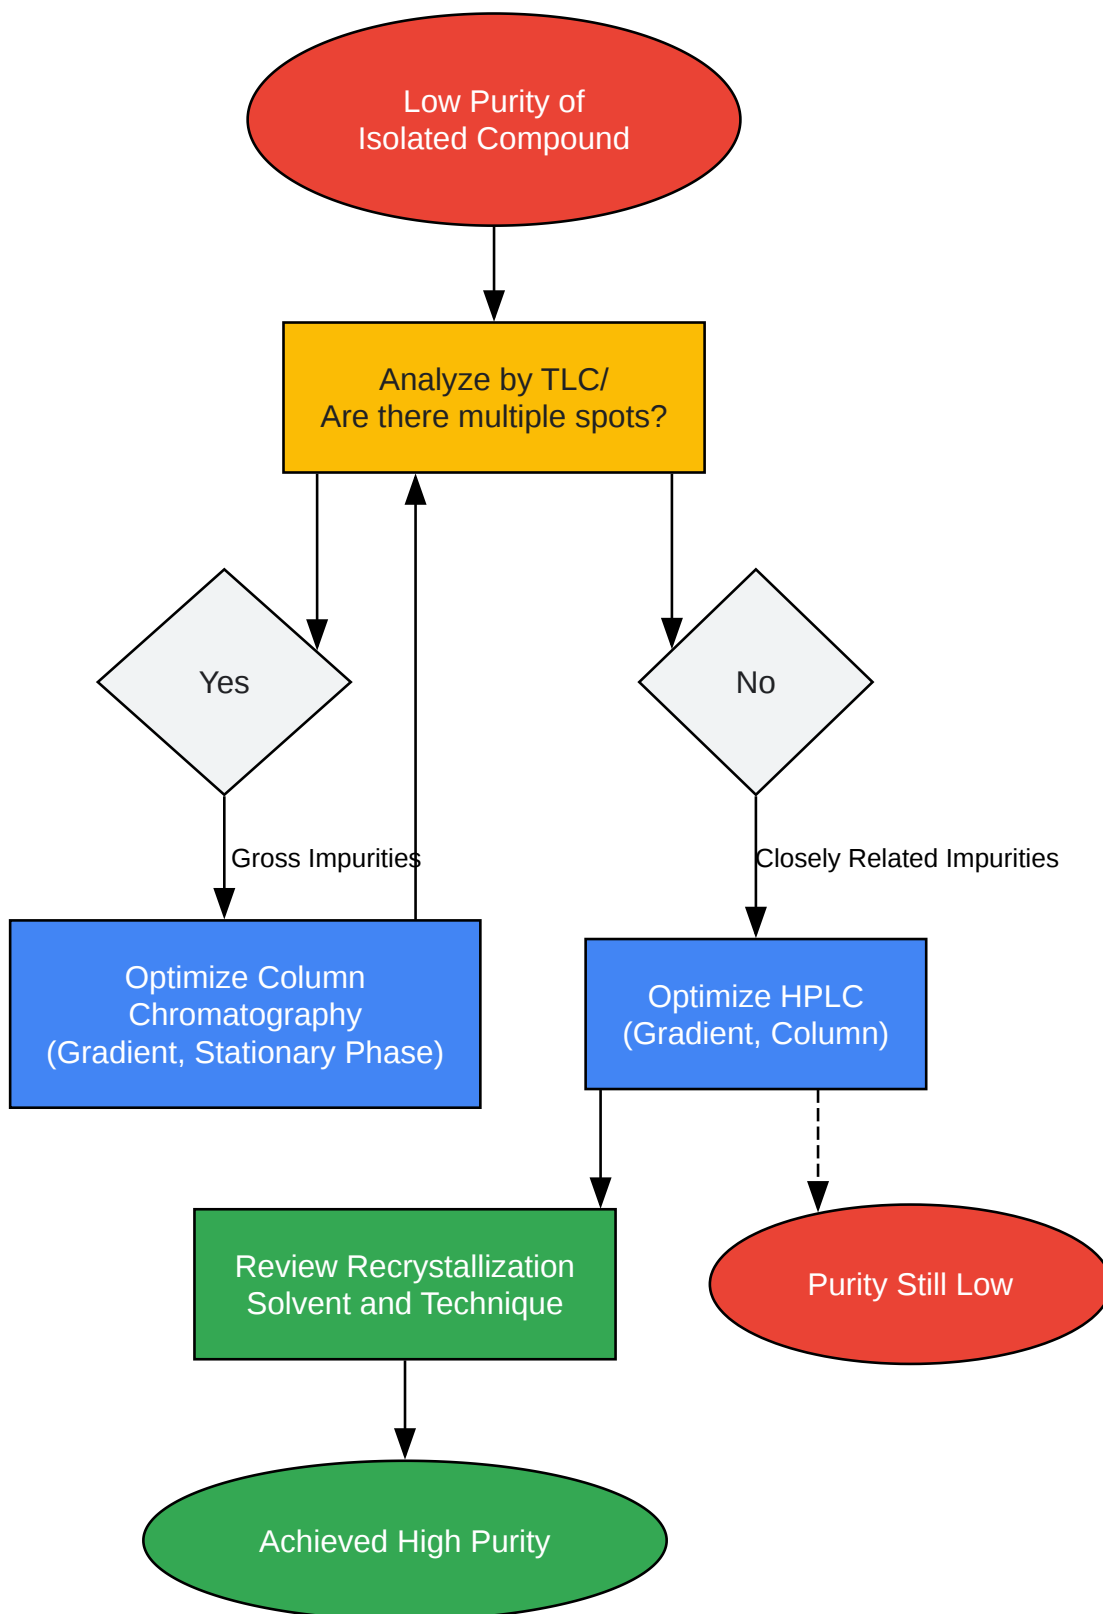 Low Purity of
Isolated Compound
Analyze by TLC/
Are there multiple spots?
Yes
No
Gross Impurities
Closely Related Impurities
Optimize Column
Chromatography
(Gradient, Stationary Phase)
Optimize HPLC
(Gradient, Column)
Review Recrystallization
Solvent and Technique
Purity Still Low
Achieved High Purity